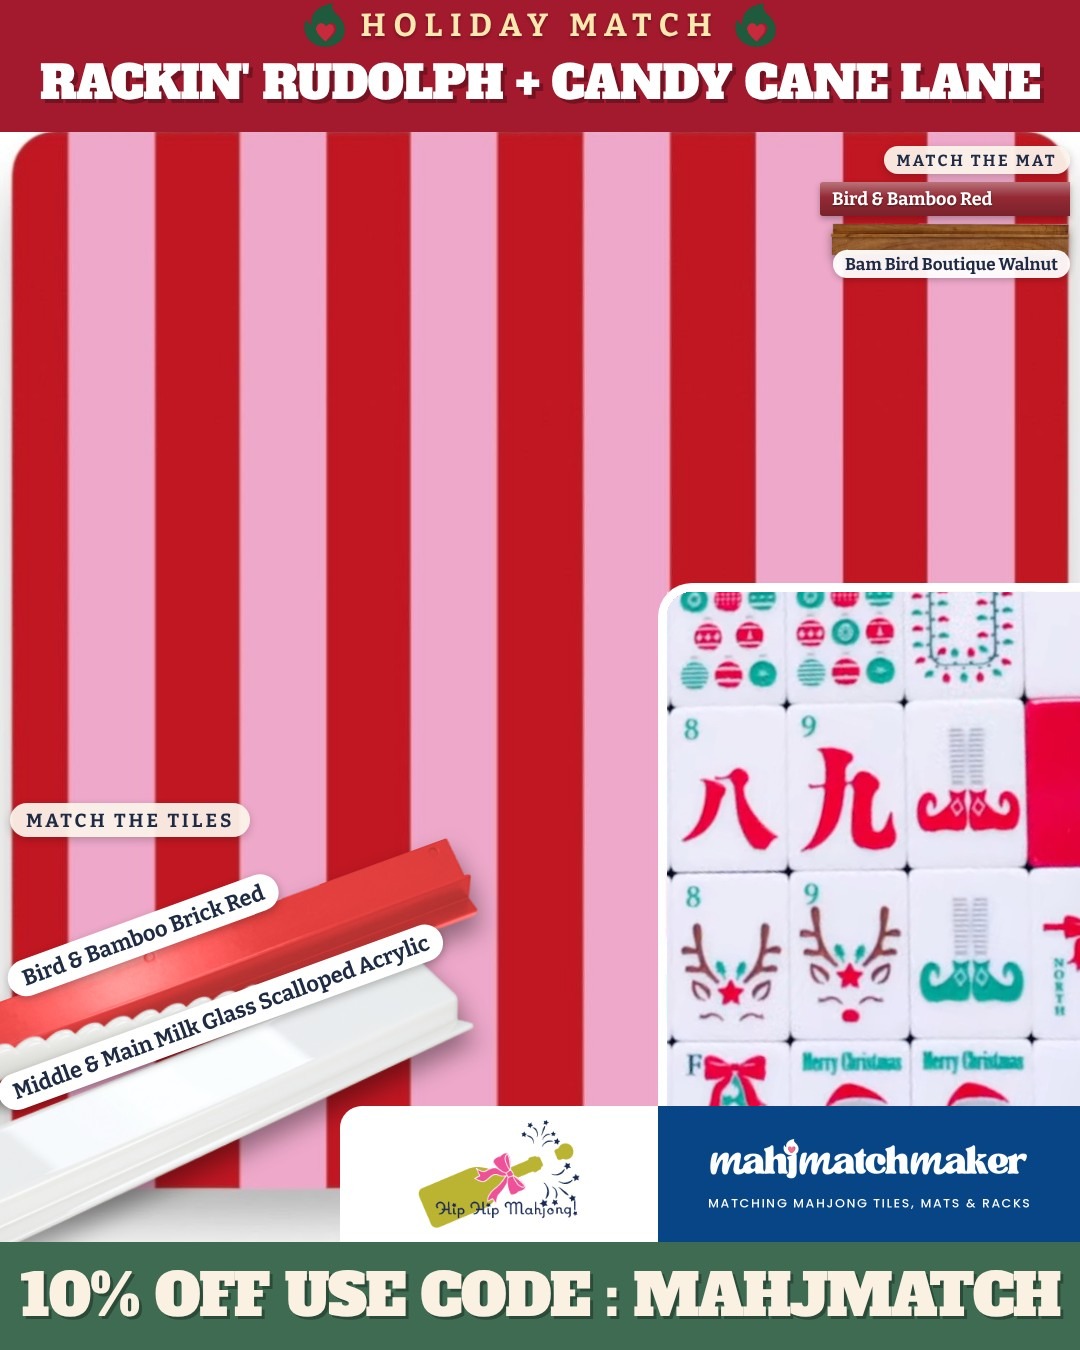 HOLIDAY MATCH
RACKIN' RUDOLPH + CANDY CANE LANE
MATCH THE MAT
Bird & Bamboo Red
Bam Bird Boutique Walnut
8
9
八
九
8
9
NORTH
F
Merry Christmas
Merry Christmas
MATCH THE TILES
Bird & Bamboo Brick Red
Middle & Main Milk Glass Scalloped Acrylic
Hip Hip Mahjong!
mahjmatchmaker
MATCHING MAHJONG TILES, MATS & RACKS
10% OFF USE CODE : MAHJMATCH